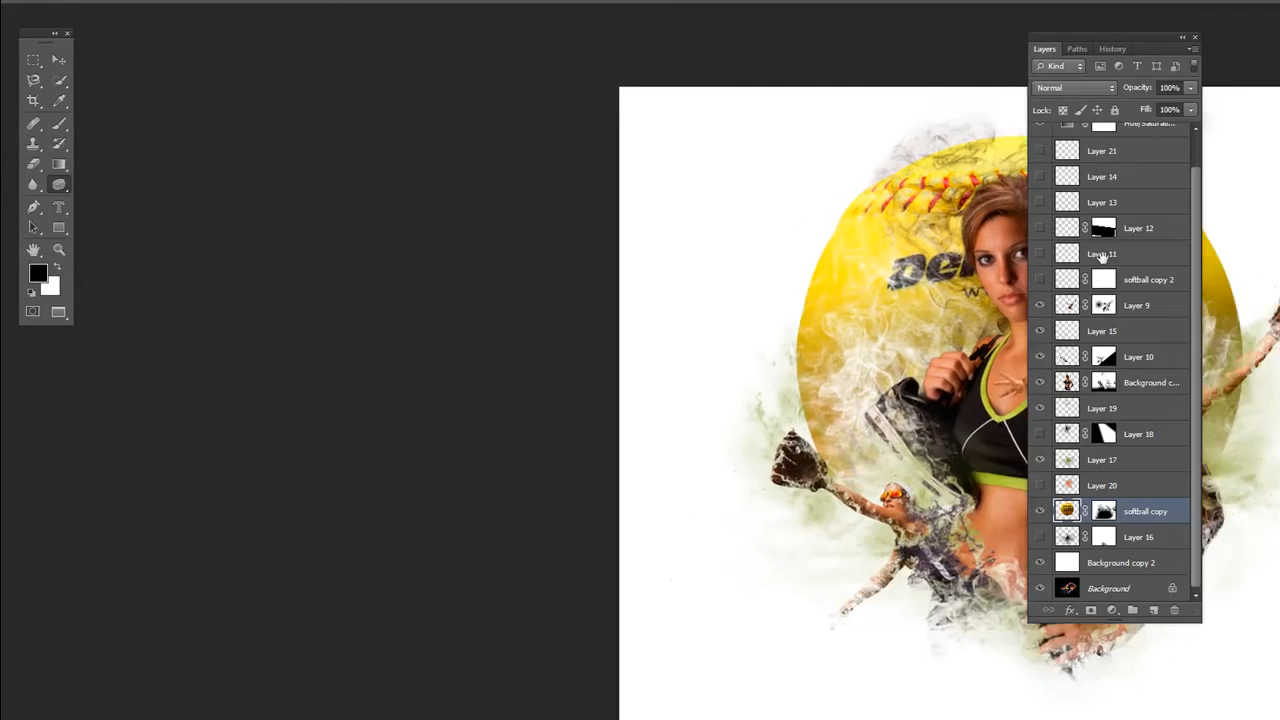 Layers Paths History
Kind
Normal Opacity: 100%
Lock: Fill: 100%
Hue/Saturati...
Layer 21
Layer 14
Layer 13
Layer 12
Layer 11
softball copy 2
Layer 9
Layer 15
Layer 10
Background c...
Layer 19
Layer 18
Layer 17
Layer 20
softball copy
Layer 16
Background copy 2
Background